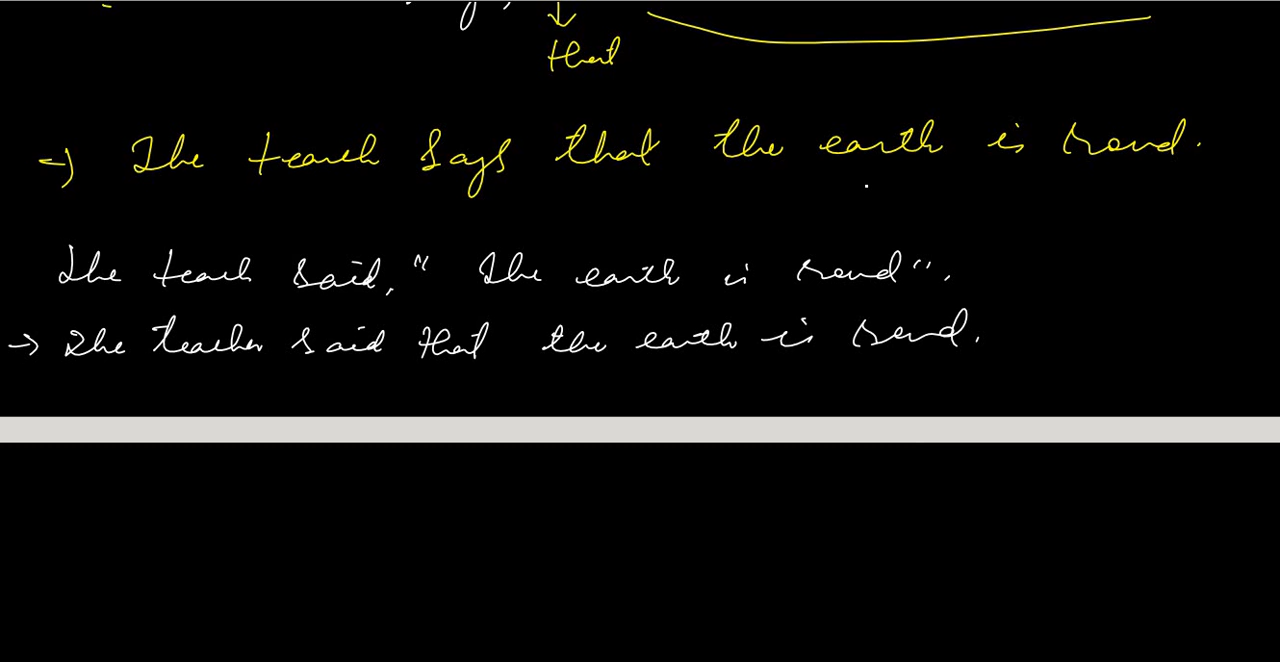 that
→ The teach says that the earth is round.
The teach said, " The earth is round".
→ The teacher said that the earth is round.